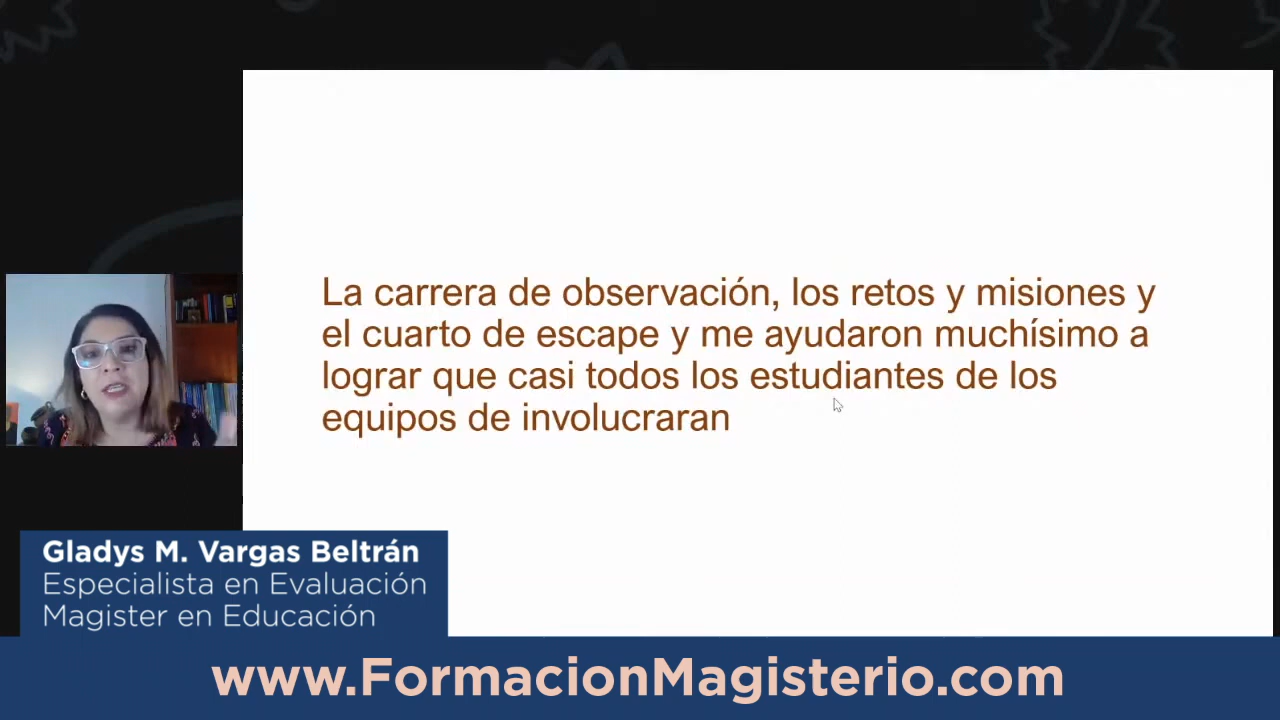 La carrera de observación, los retos y misiones y
el cuarto de escape y me ayudaron muchísimo a
lograr que casi todos los estudiantes de los
equipos de involucraran
Gladys M. Vargas Beltrán
Especialista en Evaluación
Magister en Educación
www.FormacionMagisterio.com